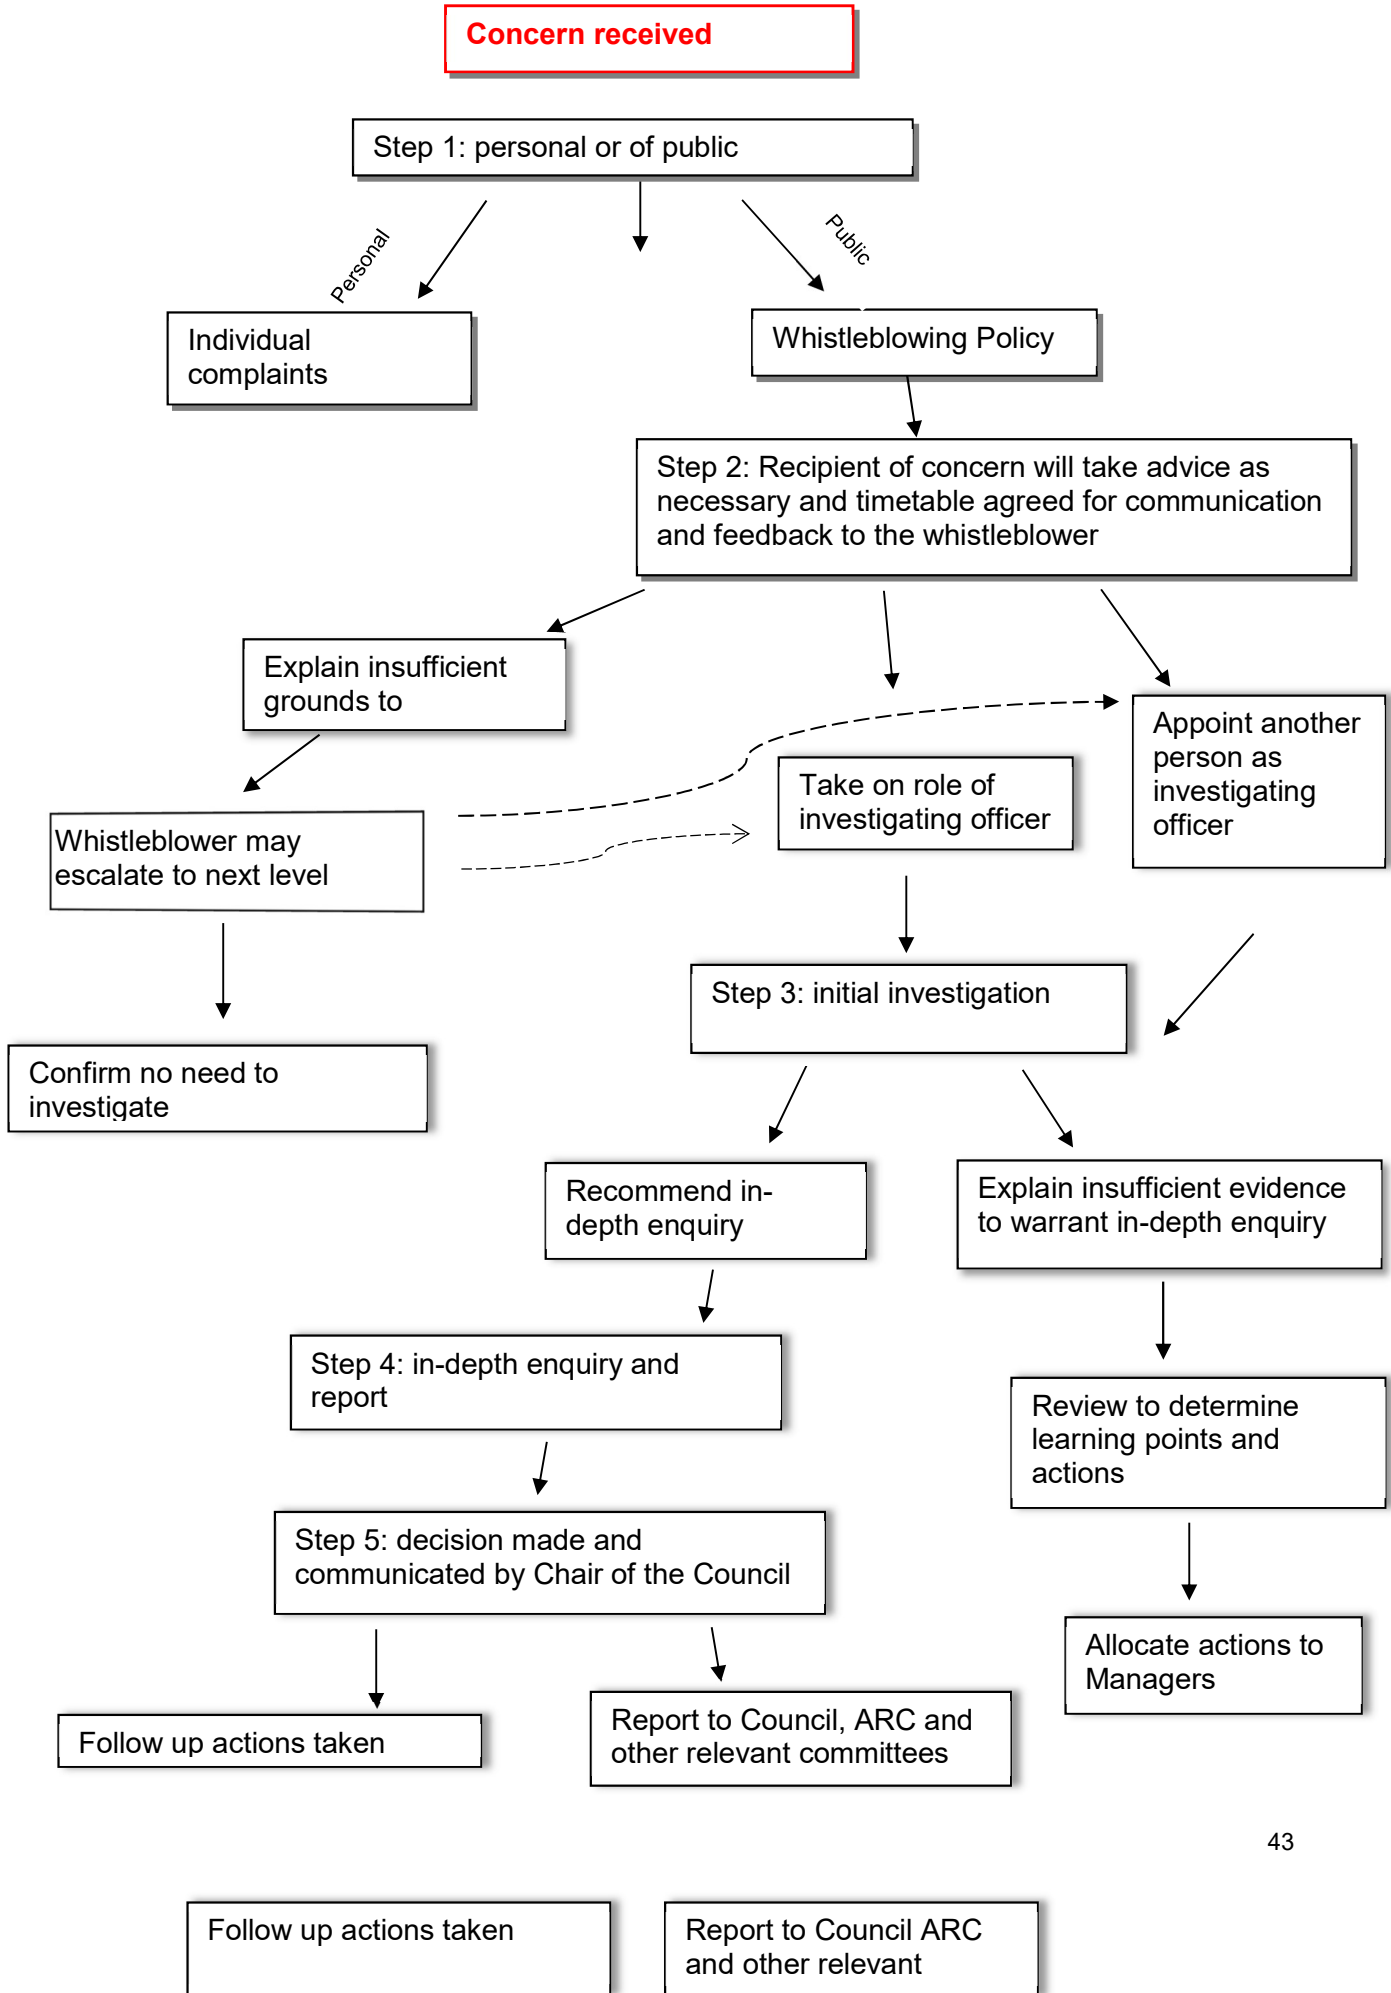 Concern received
Step 1: personal or of public
Personal
Public
Individual
complaints
Whistleblowing Policy
Step 2: Recipient of concern will take advice as
necessary and timetable agreed for communication
and feedback to the whistleblower
Explain insufficient
grounds to
Appoint another
person as
investigating
officer
Take on role of
investigating officer
Whistleblower may
escalate to next level
Step 3: initial investigation
Confirm no need to
investigate
Recommend in-
depth enquiry
Explain insufficient evidence
to warrant in-depth enquiry
Step 4: in-depth enquiry and
report
Review to determine
learning points and
actions
Step 5: decision made and
communicated by Chair of the Council
Allocate actions to
Managers
Follow up actions taken
Report to Council, ARC and
other relevant committees
43
Follow up actions taken
Report to Council ARC
and other relevant